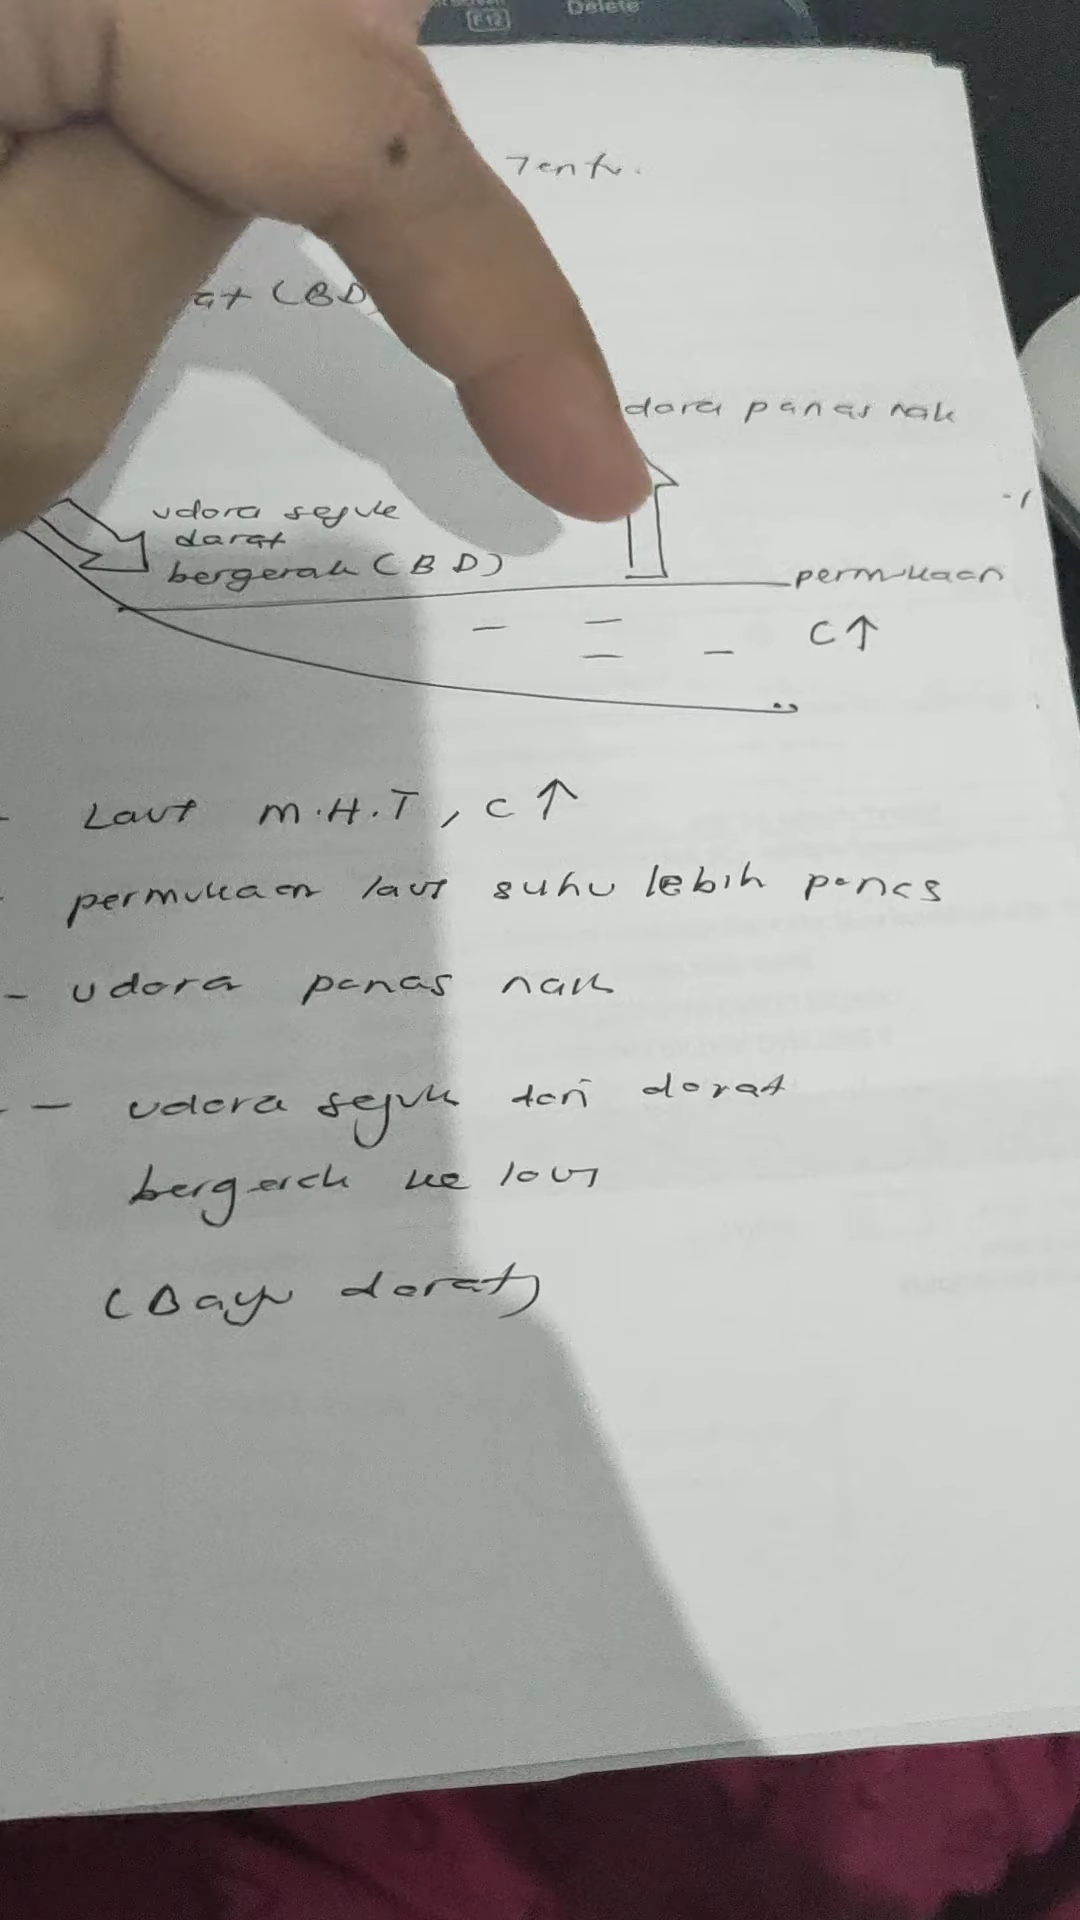 F12
Delete
Tentu.
at (BD)
dara panas naik
udara sejuk
darat
bergerak (BD)
permukaan
C↑
- Laut M.H.T, C↑
- permukaan laut suhu lebih panas
- udara panas naik
- udara sejuk dari darat
bergerak ke laut
(Bayu darat)